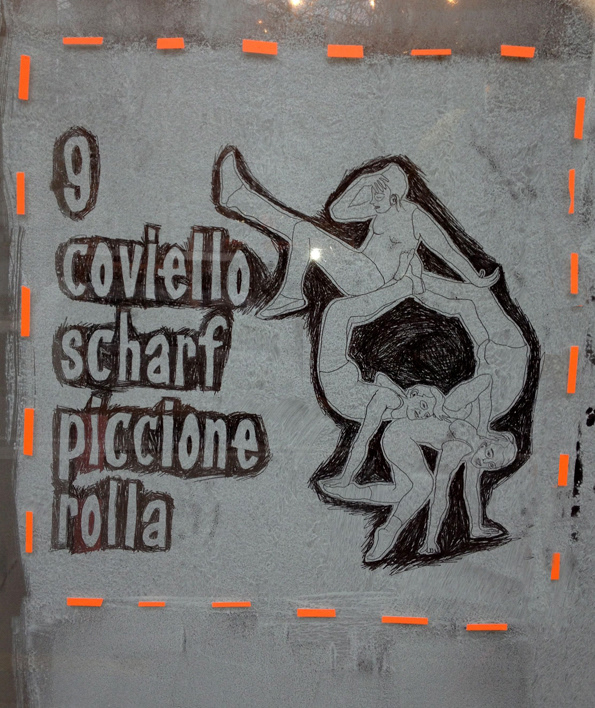 9
coviello
scharf
piccione
rolla